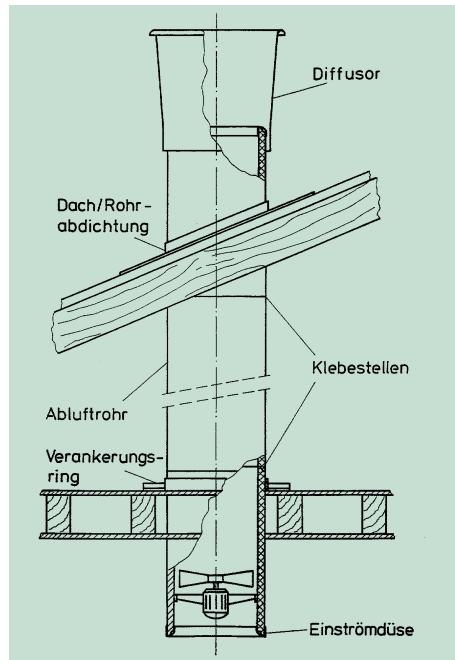 Diffusor
Dach/Rohr-
abdichtung
Klebestellen
Abluftrohr
Verankerungs-
ring
Einströmdüse